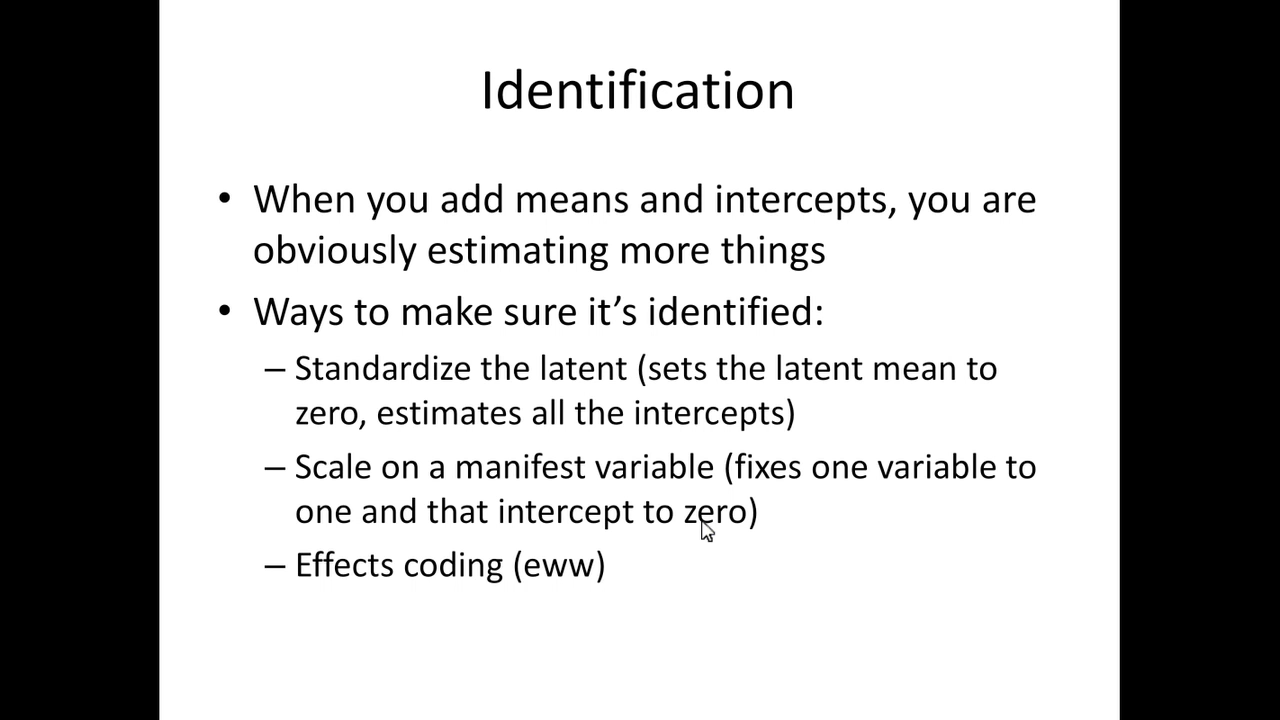 Identification
• When you add means and intercepts, you are
obviously estimating more things
• Ways to make sure it’s identified:
– Standardize the latent (sets the latent mean to
zero, estimates all the intercepts)
– Scale on a manifest variable (fixes one variable to
one and that intercept to zero)
– Effects coding (eww)